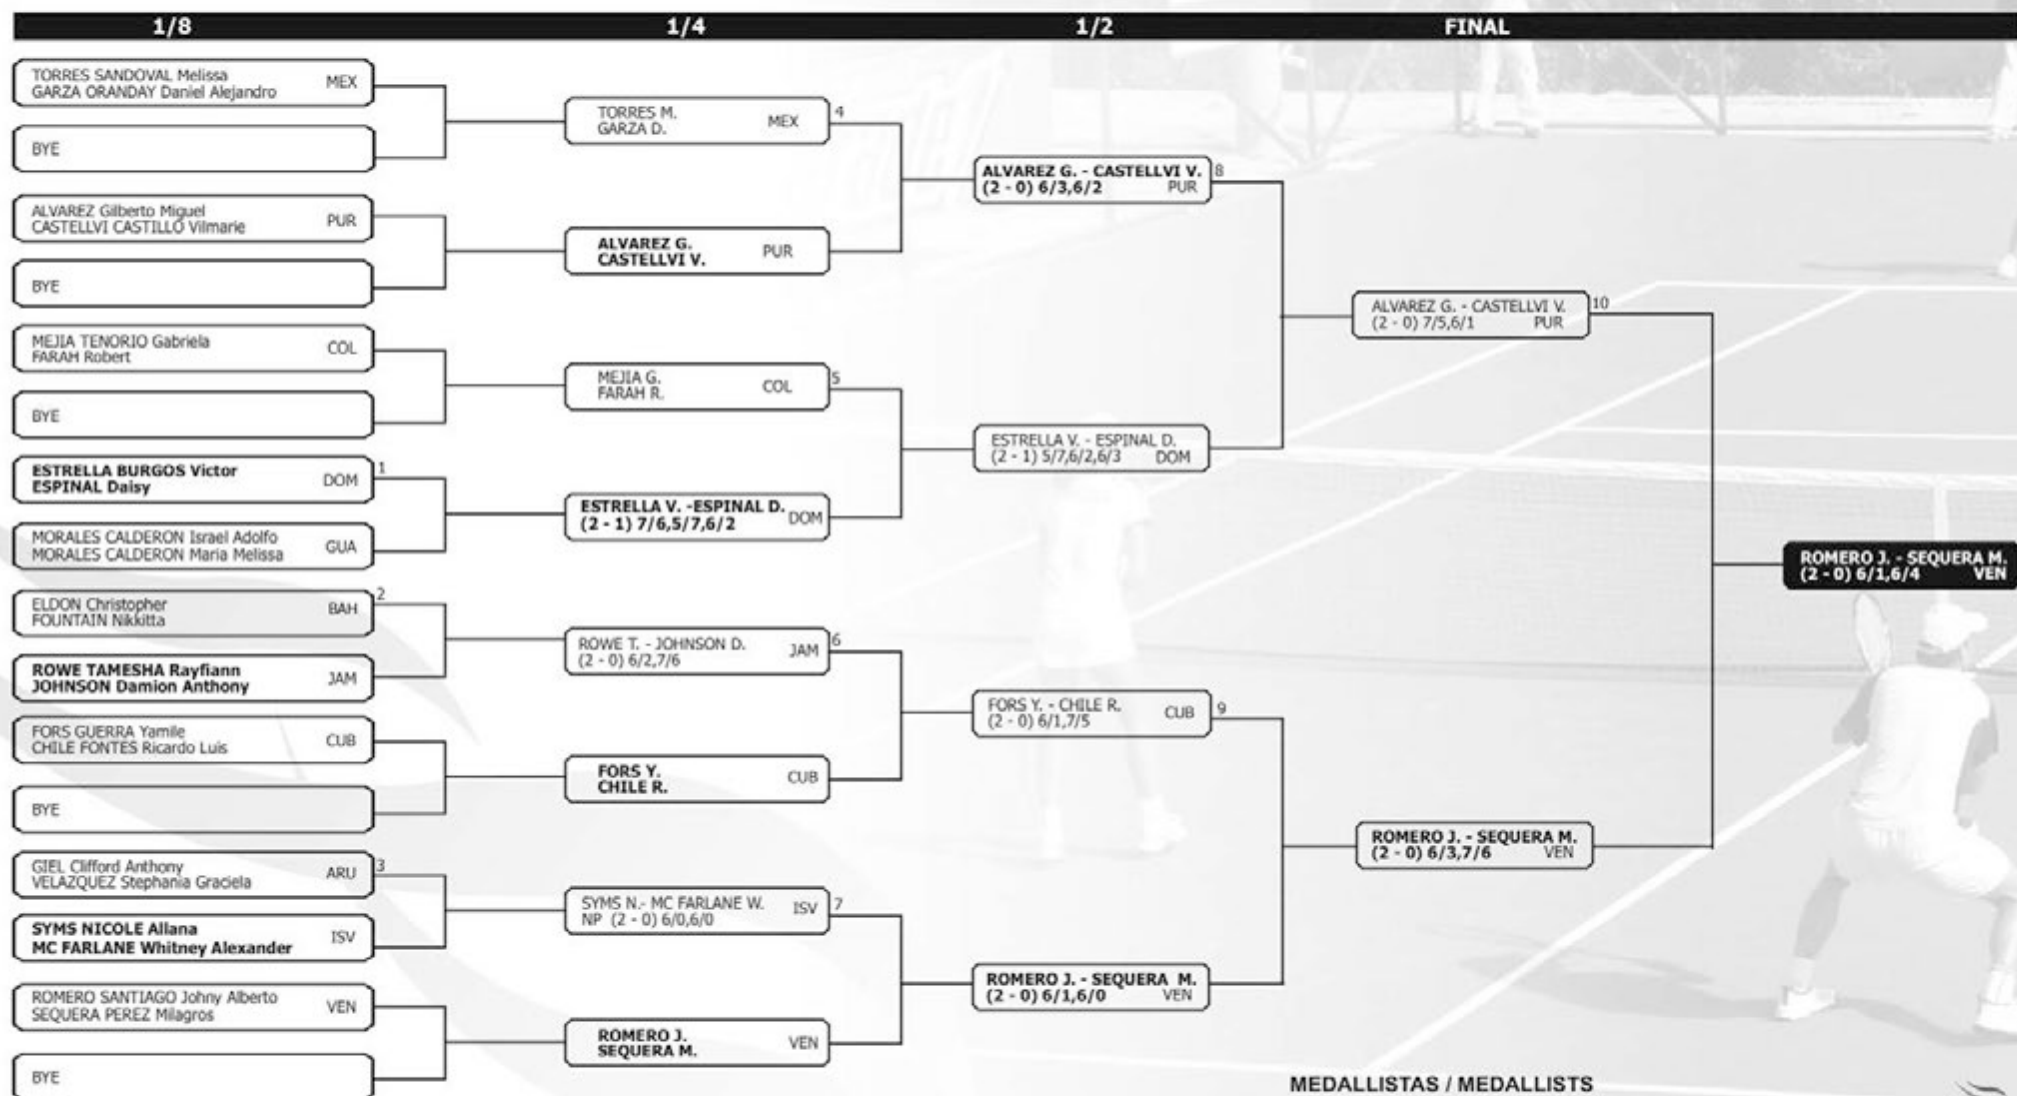 1/8 1/4 1/2 FINAL
TORRES SANDOVAL Melissa
GARZA ORANDAY Daniel Alejandro
MEX
BYE
ALVAREZ Gilberto Miguel
CASTELLVI CASTILLO Vilmarie
PUR
BYE
MEJIA TENORIO Gabriela
FARAH Robert
COL
BYE
ESTRELLA BURGOS Victor
ESPINAL Daisy
DOM
1
MORALES CALDERON Israel Adolfo
MORALES CALDERON Maria Melissa
GUA
ELDON Christopher
FOUNTAIN Nikkitta
BAH
2
ROWE TAMESHA Rayfiann
JOHNSON Damion Anthony
JAM
FORS GUERRA Yamile
CHILE FONTES Ricardo Luis
CUB
BYE
GIEL Clifford Anthony
VELAZQUEZ Stephania Graciela
ARU
3
SYMS NICOLE Allana
MC FARLANE Whitney Alexander
ISV
ROMERO SANTIAGO Johny Alberto
SEQUERA PEREZ Milagros
VEN
BYE
TORRES M.
GARZA D.
MEX
4
ALVAREZ G.
CASTELLVI V.
PUR
MEJIA G.
FARAH R.
COL
5
ESTRELLA V. -ESPINAL D.
(2 - 1) 7/6,5/7,6/2
DOM
ROWE T. - JOHNSON D.
(2 - 0) 6/2,7/6
JAM
6
FORS Y.
CHILE R.
CUB
SYMS N.- MC FARLANE W.
NP (2 - 0) 6/0,6/0
ISV
7
ROMERO J.
SEQUERA M.
VEN
ALVAREZ G. - CASTELLVI V.
(2 - 0) 6/3,6/2 PUR
8
ESTRELLA V. - ESPINAL D.
(2 - 1) 5/7,6/2,6/3 DOM
FORS Y. - CHILE R.
(2 - 0) 6/1,7/5
CUB
9
ROMERO J. - SEQUERA M.
(2 - 0) 6/1,6/0 VEN
ALVAREZ G. - CASTELLVI V.
(2 - 0) 7/5,6/1 PUR
10
ROMERO J. - SEQUERA M.
(2 - 0) 6/3,7/6 VEN
ROMERO J. - SEQUERA M.
(2 - 0) 6/1,6/4 VEN
MEDALLISTAS / MEDALLISTS